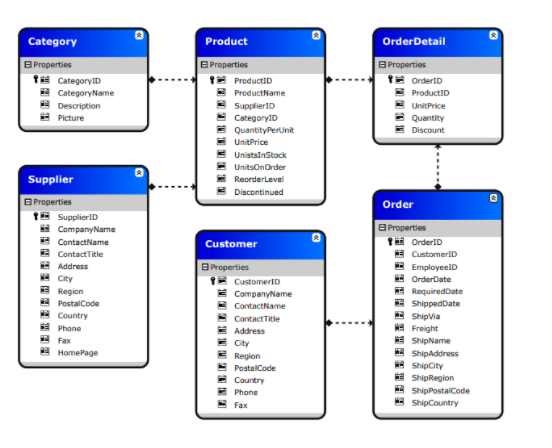 Category
Properties
CategoryID
CategoryName
Description
Picture
Supplier
Properties
SupplierID
CompanyName
ContactName
ContactTitle
Address
City
Region
PostalCode
Country
Phone
Fax
HomePage
Product
Properties
ProductID
ProductName
SupplierID
CategoryID
QuantityPerUnit
UnitPrice
UnistsInStock
UnitsOnOrder
ReorderLevel
Discontinued
Customer
Properties
CustomerID
CompanyName
ContactName
ContactTitle
Address
City
Region
PostalCode
Country
Phone
Fax
OrderDetail
Properties
OrderID
ProductID
UnitPrice
Quantity
Discount
Order
Properties
OrderID
CustomerID
EmployeeID
OrderDate
RequiredDate
ShippedDate
ShipVia
Freight
ShipName
ShipAddress
ShipCity
ShipRegion
ShipPostalCode
ShipCountry